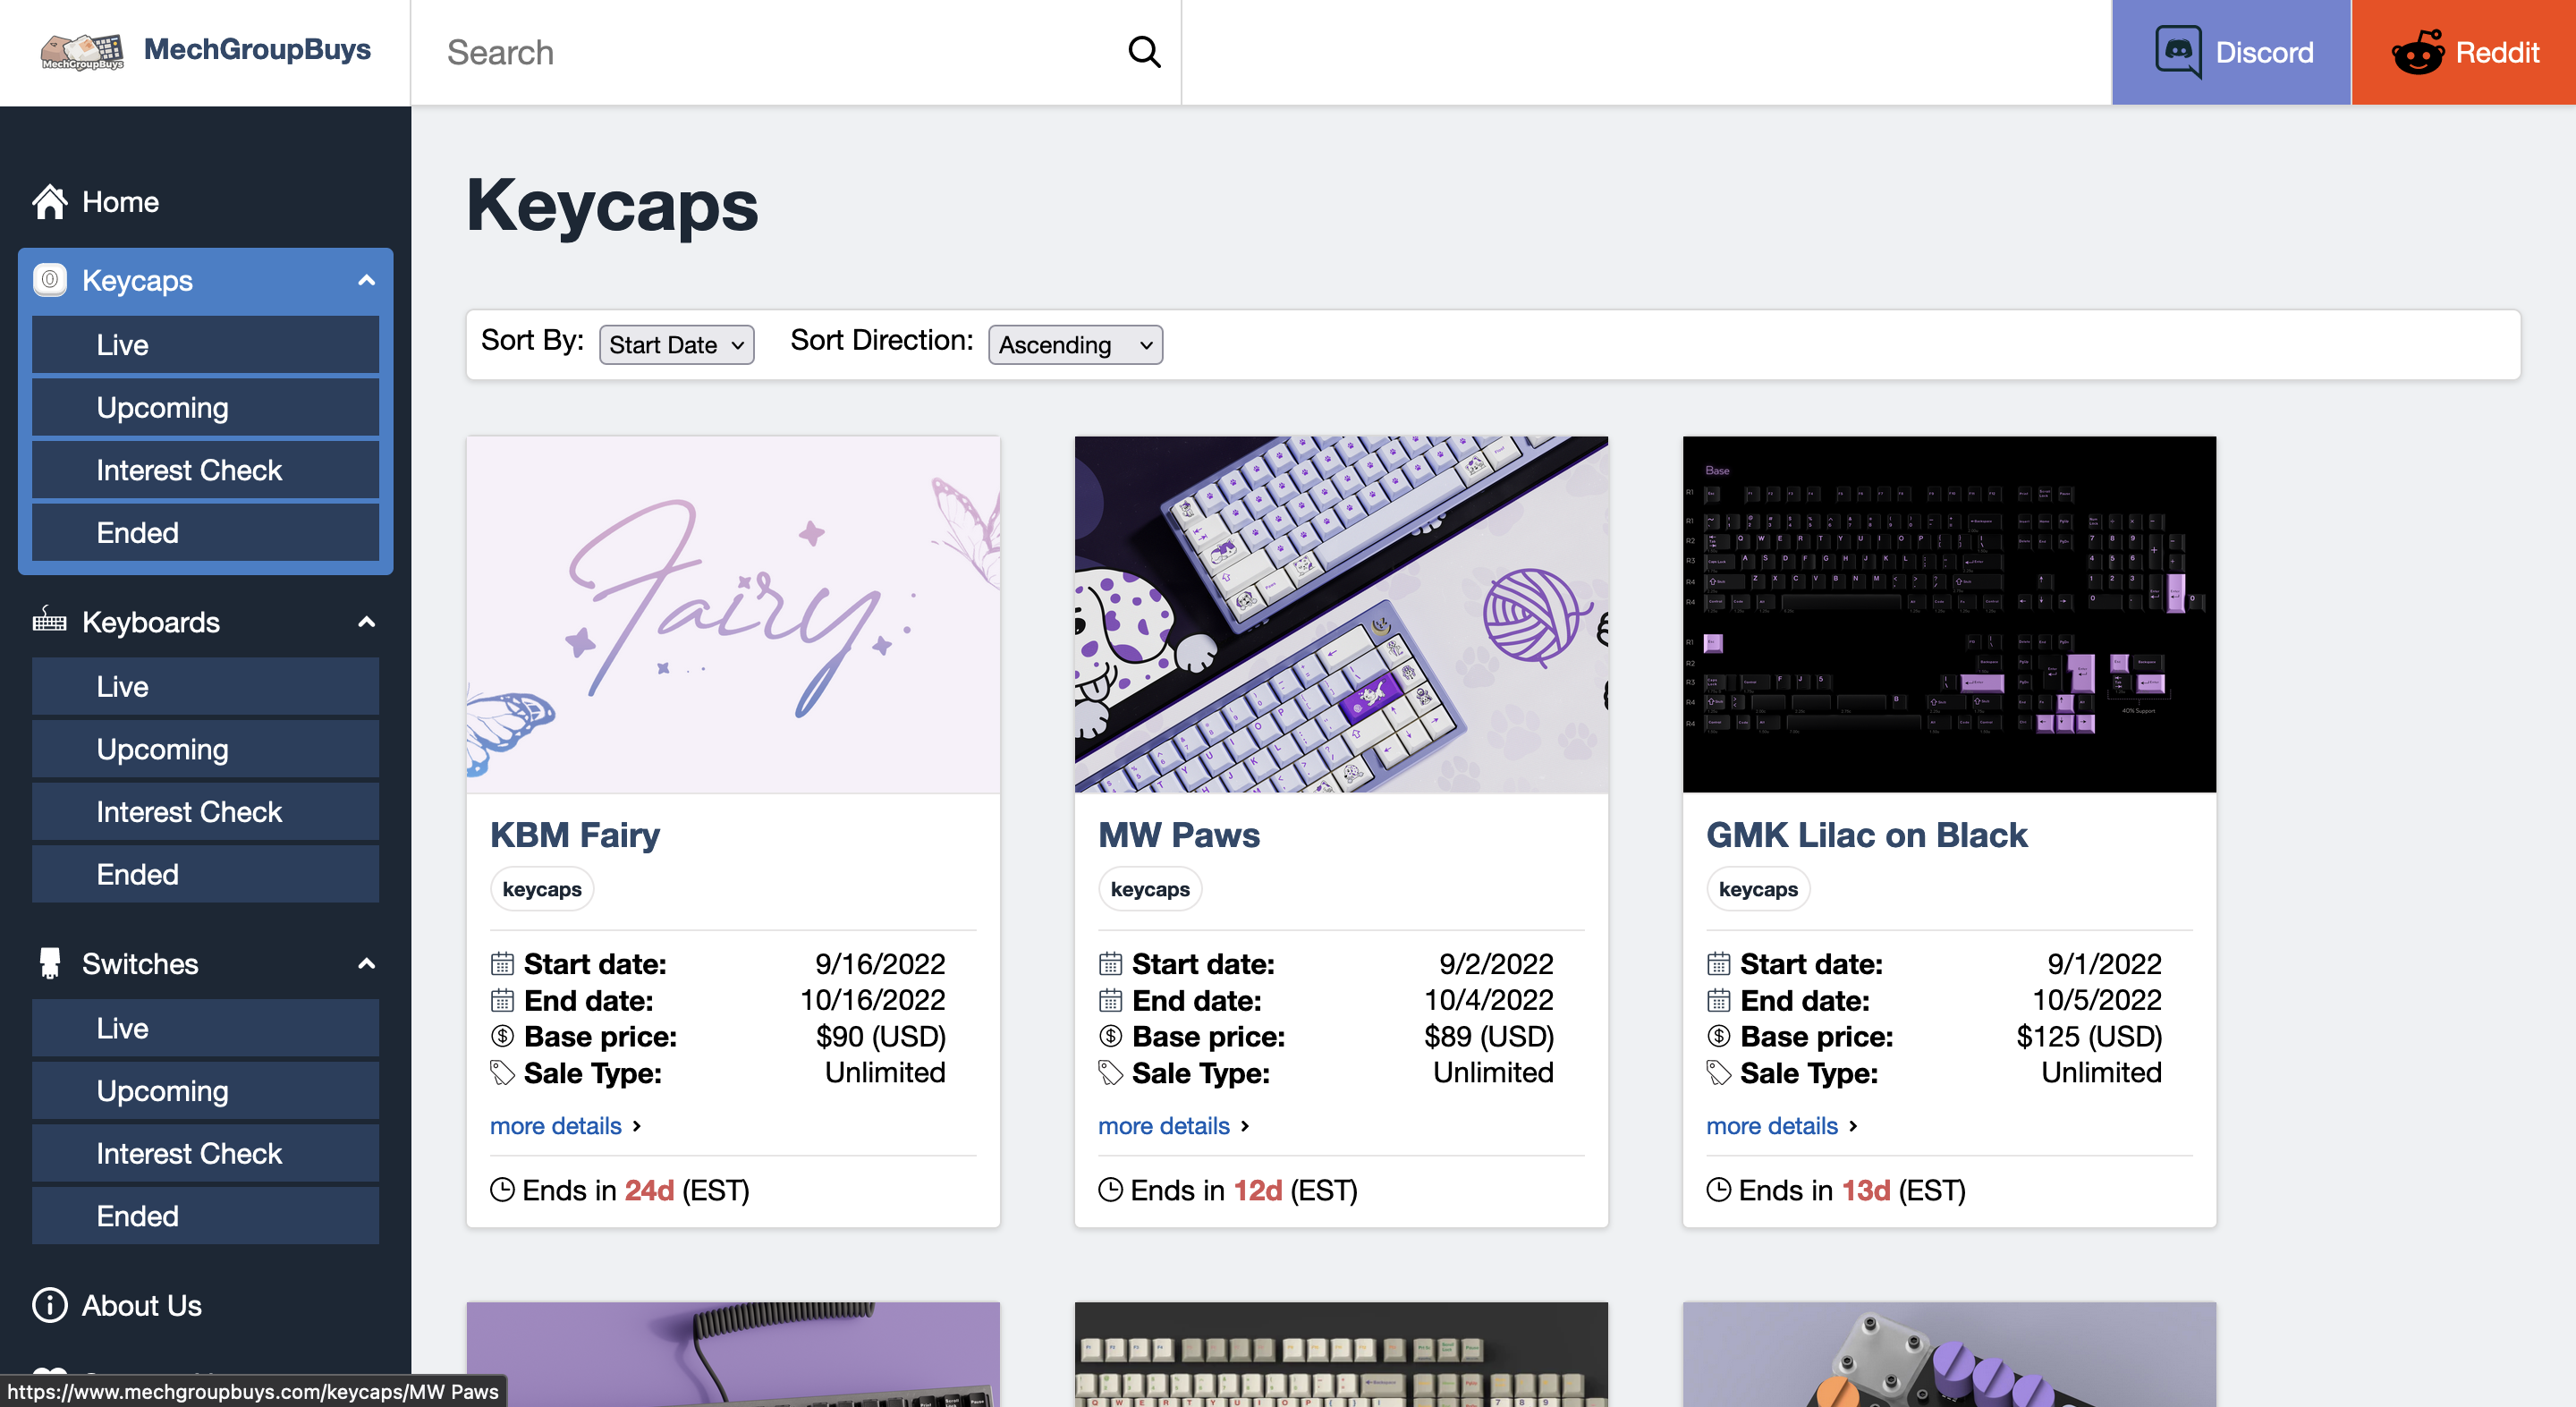 MechGroupBuys
MechGroupBuys
Search
Discord
Reddit
Home
Keycaps
Live
Upcoming
Interest Check
Ended
Keyboards
Live
Upcoming
Interest Check
Ended
Switches
Live
Upcoming
Interest Check
Ended
About Us
https://www.mechgroupbuys.com/keycaps/MW Paws
Keycaps
Sort By: Start Date Sort Direction: Ascending
Fairy
KBM Fairy
keycaps
Start date: 9/16/2022
End date: 10/16/2022
Base price: $90 (USD)
Sale Type: Unlimited
more details
Ends in 24d (EST)
MW Paws
keycaps
Start date: 9/2/2022
End date: 10/4/2022
Base price: $89 (USD)
Sale Type: Unlimited
more details
Ends in 12d (EST)
Base
40% Support
GMK Lilac on Black
keycaps
Start date: 9/1/2022
End date: 10/5/2022
Base price: $125 (USD)
Sale Type: Unlimited
more details
Ends in 13d (EST)